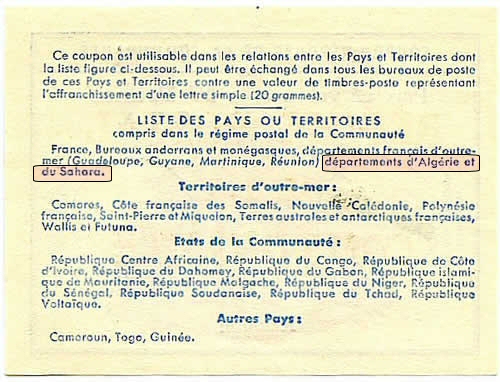 Ce coupon est utilisable dans les relations entre les Pays et Territoires dont
la liste figure ci-dessous. Il peut être échangé dans tous les bureaux de poste
de ces Pays et Territoires contre une valeur de timbres-poste représentant
l'affranchissement d'une lettre simple (20 grammes).
LISTE DES PAYS OU TERRITOIRES
compris dans le régime postal de la Communauté
France, Bureaux andorrans et monégasques, départements français d'outre-
mer (Guadeloupe, Guyane, Martinique, Réunion) départements d'Algérie et
du Sahara.
Territoires d'outre-mer :
Comores, Côte française des Somalis, Nouvelle Calédonie, Polynésie
française, Saint-Pierre et Miquelon, Terres australes et antarctiques françaises,
Wallis et Futuna.
Etats de la Communauté :
République Centre Africaine, République du Congo, République de Côte
d'Ivoire, République du Dahomey, République du Gabon, République islami-
que de Mauritanie, République Malgache, République du Niger, République
du Sénégal, République Soudanaise, République du Tchad, République
Voltaïque.
Autres Pays :
Cameroun, Togo, Guinée.